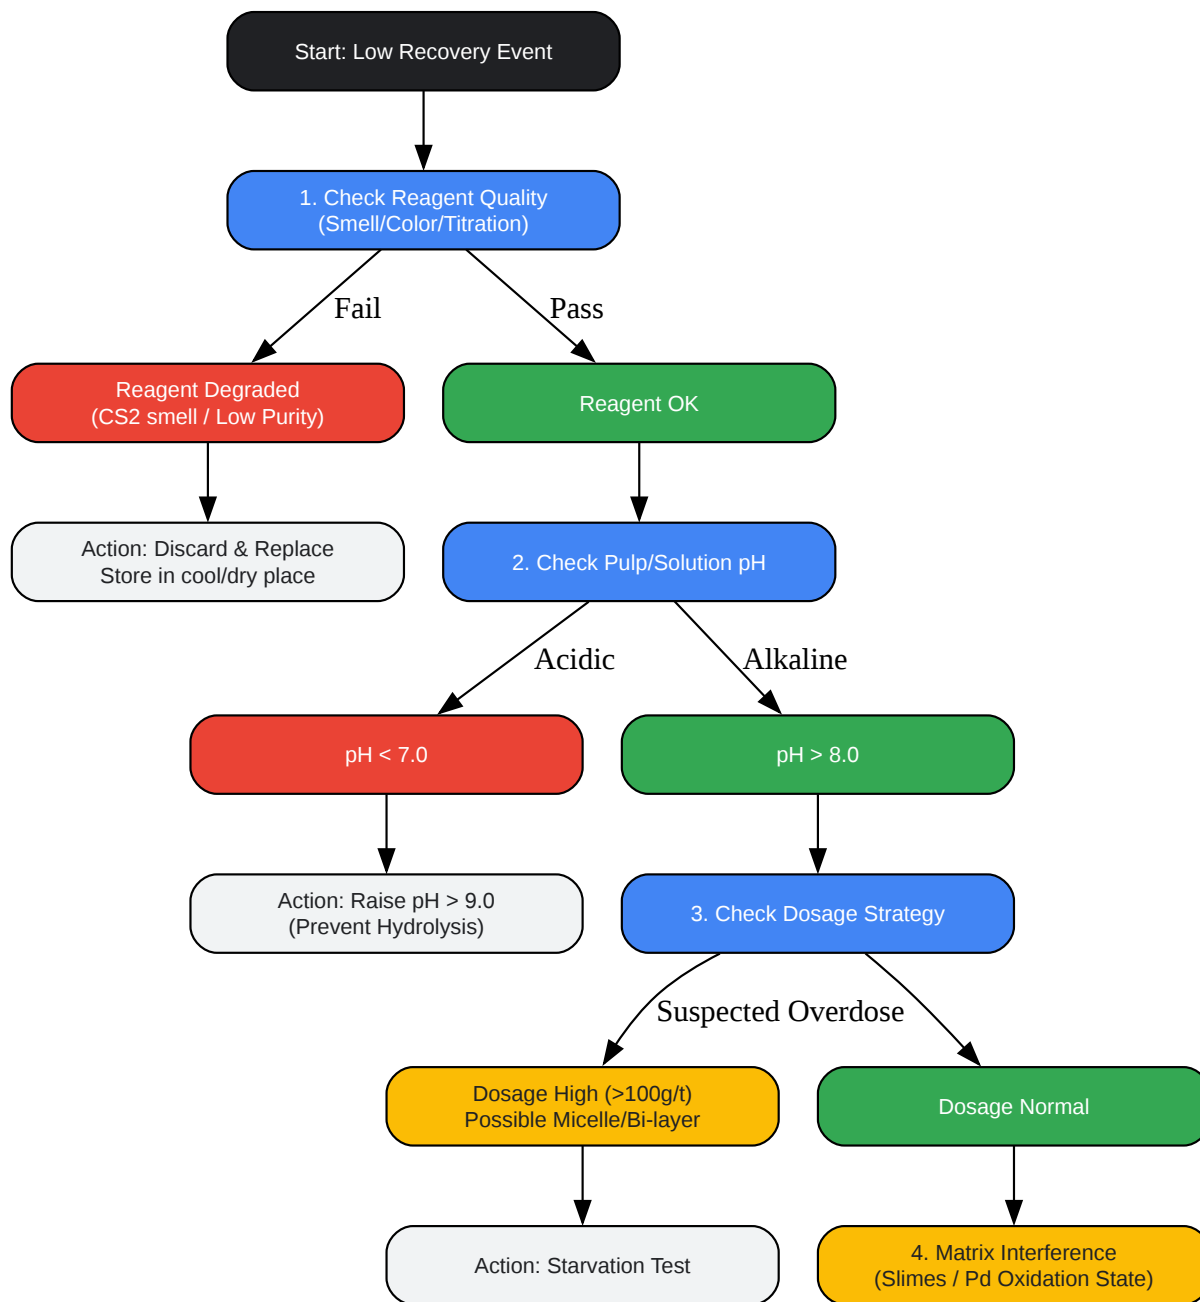 Start: Low Recovery Event
1. Check Reagent Quality
(Smell/Color/Titration)
Fail
Pass
Reagent Degraded
(CS2 smell / Low Purity)
Reagent OK
Action: Discard & Replace
Store in cool/dry place
2. Check Pulp/Solution pH
Acidic
Alkaline
pH < 7.0
pH > 8.0
Action: Raise pH > 9.0
(Prevent Hydrolysis)
3. Check Dosage Strategy
Suspected Overdose
Dosage High (>100g/t)
Possible Micelle/Bi-layer
Dosage Normal
Action: Starvation Test
4. Matrix Interference
(Slimes / Pd Oxidation State)